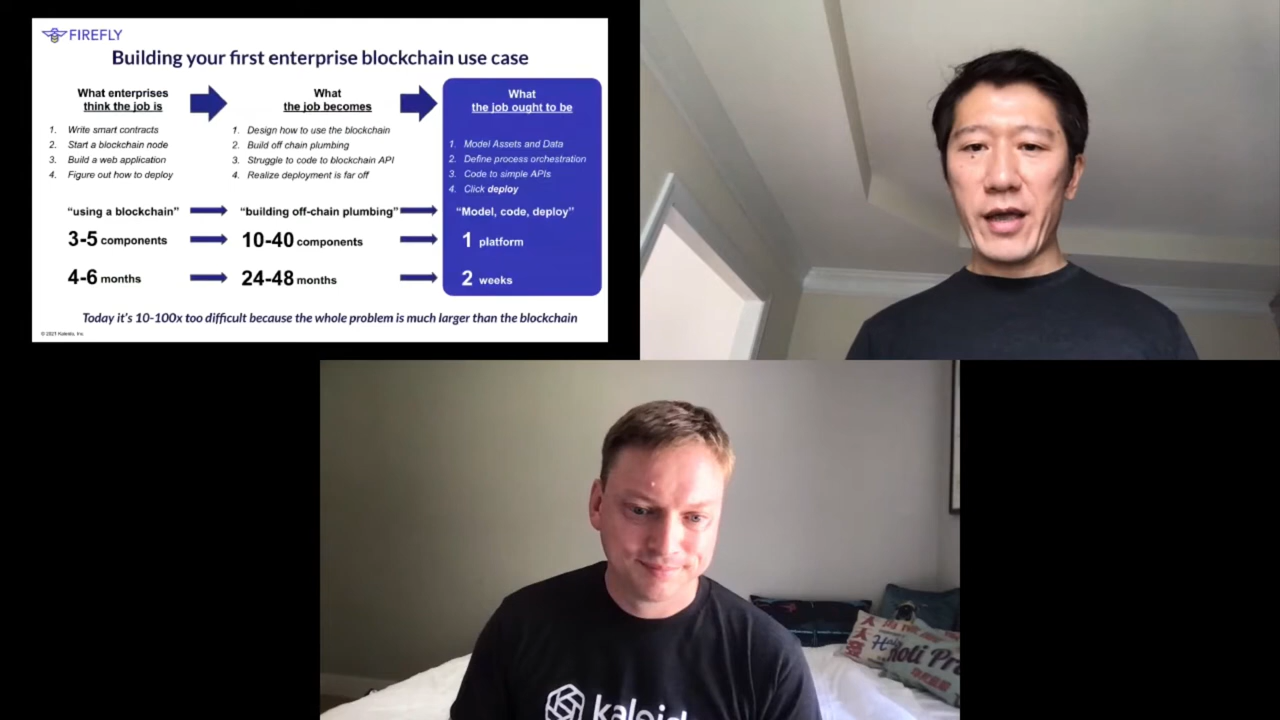 FIREFLY
Building your first enterprise blockchain use case
What enterprises
think the job is
1. Write smart contracts
2. Start a blockchain node
3. Build a web application
4. Figure out how to deploy
What
the job becomes
1. Design how to use the blockchain
2. Build off chain plumbing
3. Struggle to code to blockchain API
4. Realize deployment is far off
What
the job ought to be
1. Model Assets and Data
2. Define process orchestration
3. Code to simple APIs
4. Click deploy
“using a blockchain”
“building off-chain plumbing”
“Model, code, deploy”
3-5 components
10-40 components
1 platform
4-6 months
24-48 months
2 weeks
Today it's 10-100x too difficult because the whole problem is much larger than the blockchain
© 2021 Kaleido, Inc.
kaleid